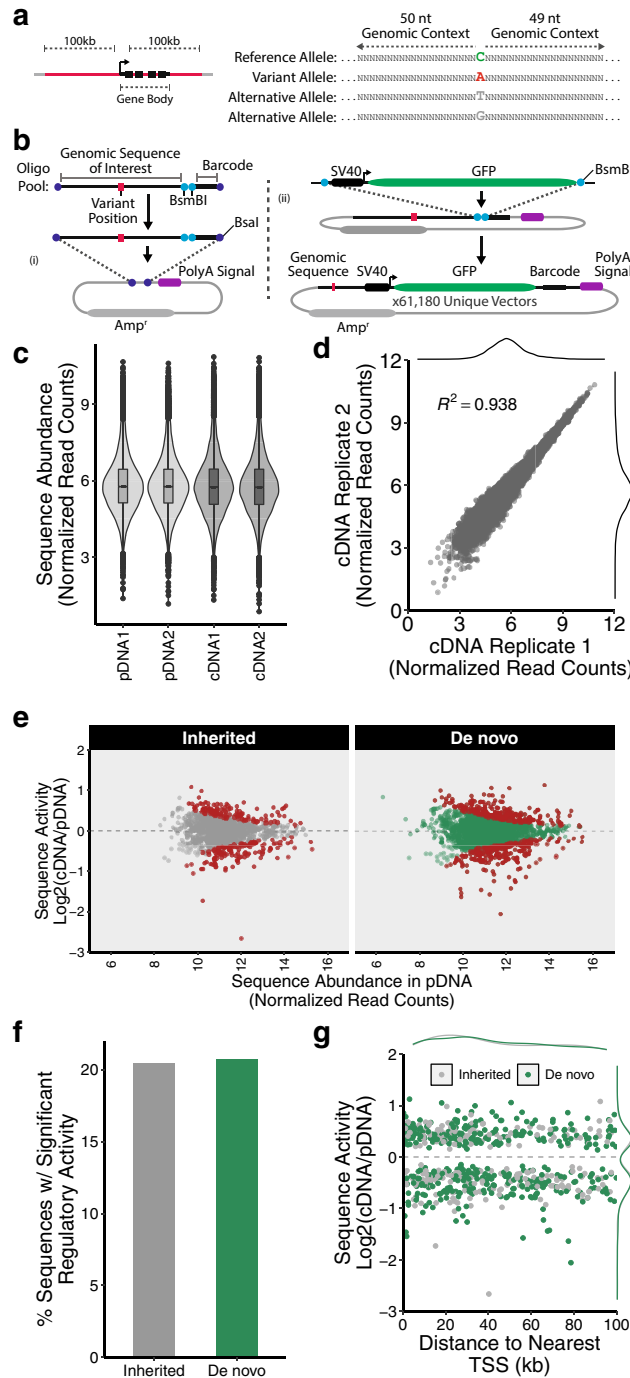 a
100kb 100kb
Gene Body
50 nt
Genomic Context
49 nt
Genomic Context
Reference Allele: ...NNNNNNNNNNNNNNNNNNNNCNNNNNNNNNNNNNNNNNNNN...
Variant Allele: ...NNNNNNNNNNNNNNNNNNNNANNNNNNNNNNNNNNNNNNNN...
Alternative Allele: ...NNNNNNNNNNNNNNNNNNNNTNNNNNNNNNNNNNNNNNNNN...
Alternative Allele: ...NNNNNNNNNNNNNNNNNNNNGNNNNNNNNNNNNNNNNNNNN...
b
Oligo
Pool:
Genomic Sequence
of Interest
Barcode
Variant
Position
BsmBI
BsaI
(i)
PolyA Signal
Ampr
(ii)
SV40
GFP
BsmB
Genomic
Sequence
SV40
GFP
Barcode
PolyA
Signal
x61,180 Unique Vectors
Ampr
c
Sequence Abundance
(Normalized Read Counts)
9
6
3
pDNA1
pDNA2
cDNA1
cDNA2
d
cDNA Replicate 2
(Normalized Read Counts)
12
9
6
3
0
R² = 0.938
0 3 6 9 12
cDNA Replicate 1
(Normalized Read Counts)
e
Inherited
De novo
Sequence Activity
Log2(cDNA/pDNA)
2
1
0
−1
−2
−3
6 8 10 12 14 16
6 8 10 12 14 16
Sequence Abundance in pDNA
(Normalized Read Counts)
f
% Sequences w/ Significant
Regulatory Activity
20
15
10
5
0
Inherited De novo
g
Sequence Activity
Log2(cDNA/pDNA)
2
1
0
−1
−2
−3
Inherited De novo
0 20 40 60 80 100
Distance to Nearest
TSS (kb)